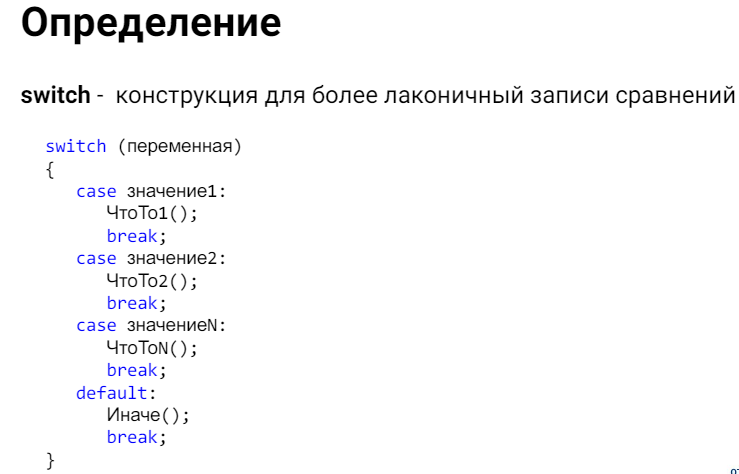 Определение
switch - конструкция для более лаконичный записи сравнений
switch (переменная)
{
case значение1:
ЧтоТо1();
break;
case значение2:
ЧтоТо2();
break;
case значениеN:
ЧтоТоN();
break;
default:
Иначе();
break;
}